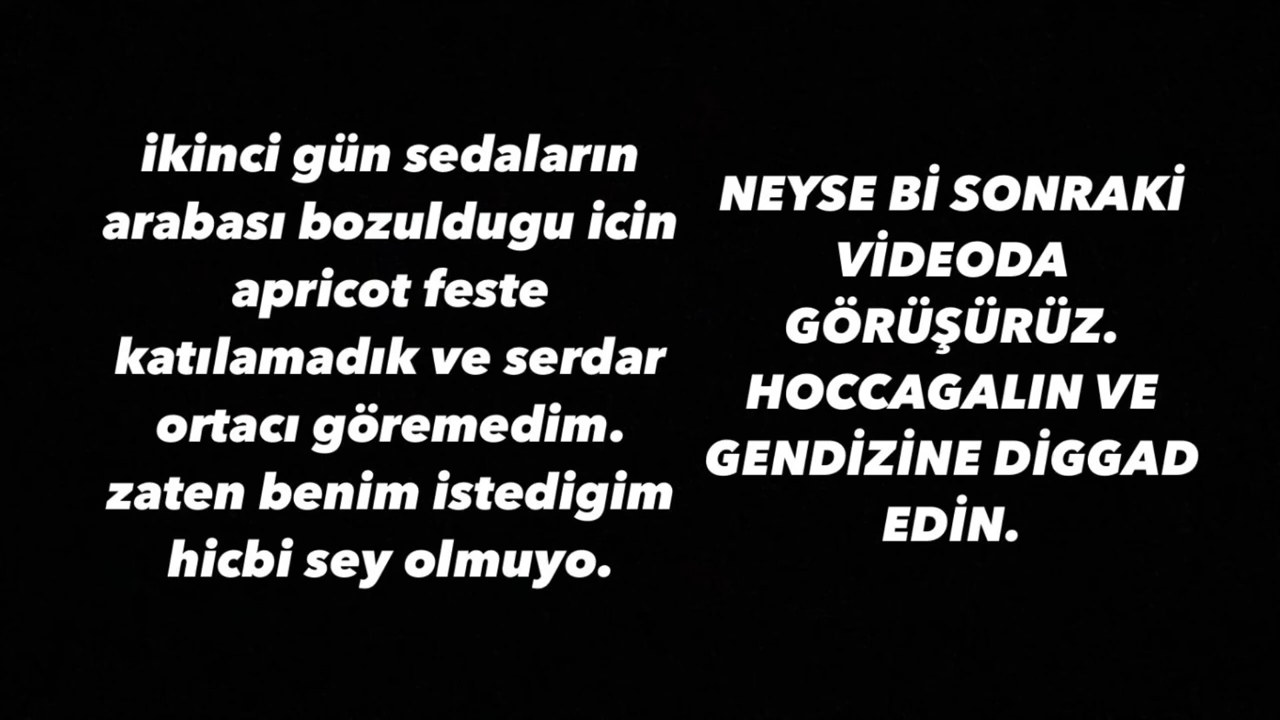 ikinci gün sedaların
arabası bozuldugu icin
apricot feste
katılamadık ve serdar
ortacı göremedim.
zaten benim istedigim
hicbi sey olmuyo.
NEYSE Bİ SONRAKİ
VİDEODA
GÖRÜŞÜRÜZ.
HOCCAGALIN VE
GENDİZİNE DİGGAD
EDİN.